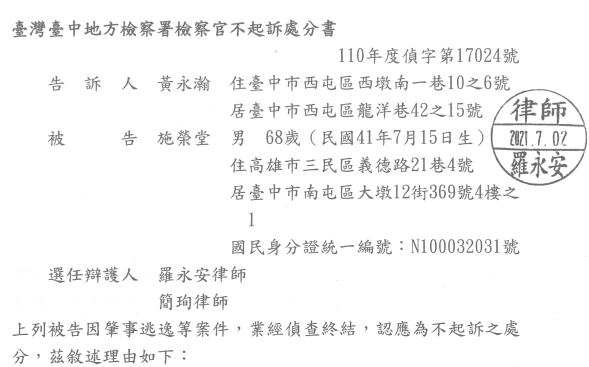 臺灣臺中地方檢察署檢察官不起訴處分書
110年度偵字第17024號
告訴人 黃永瀚 住臺中市西屯區西墩南一巷10之6號
居臺中市西屯區龍洋巷42之15號
被告 施榮堂 男 68歲（民國41年7月15日生）
住高雄市三民區義德路21巷4號
居臺中市南屯區大墩12街369號4樓之
1
國民身分證統一編號：N100032031號
選任辯護人 羅永安律師
簡珣律師
上列被告因肇事逃逸等案件，業經偵查終結，認應為不起訴之處
分，茲敘述理由如下：
律師
2021.7.02
羅永安